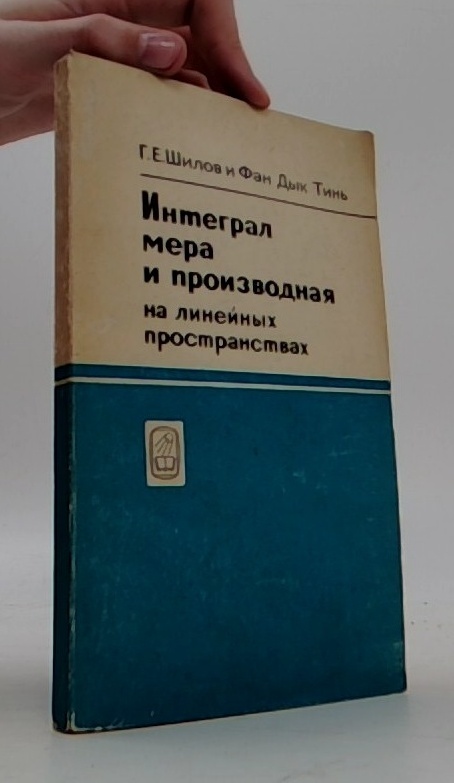 Г.Е.Шилов и Фан Дык Тинь
Интеграл
мера
и производная
на линейных
пространствах